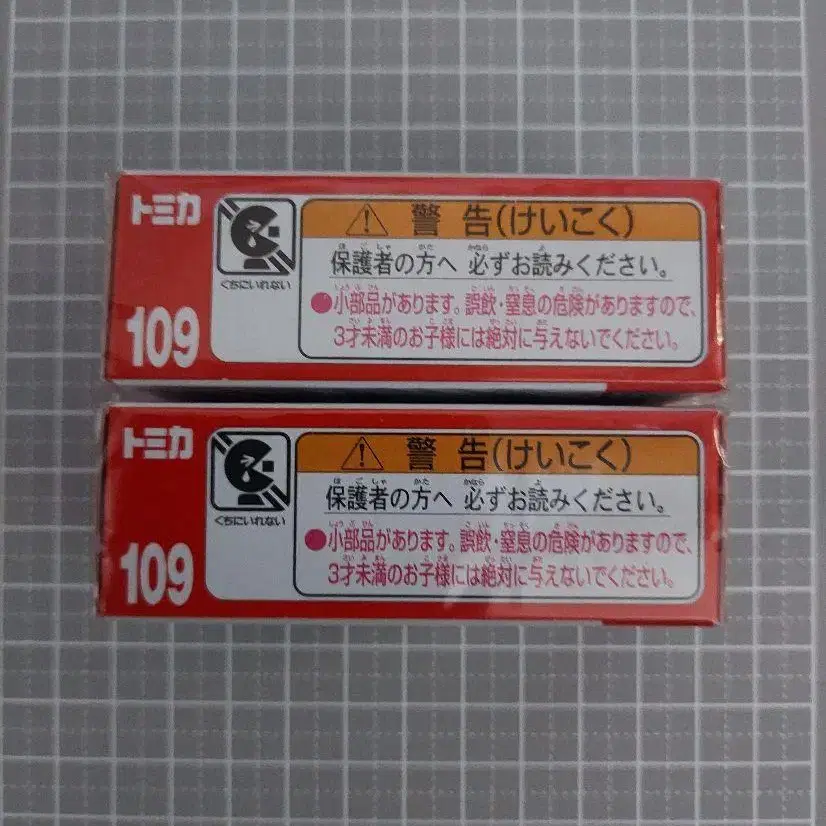 トミカ
くちにいれない
109
警告(けいこく)
保護者の方へ 必ずお読みください。
●小部品があります。誤飲・窒息の危険がありますので、
3才未満のお子様には絶対に与えないでください。
トミカ
くちにいれない
109
警告(けいこく)
保護者の方へ 必ずお読みください。
●小部品があります。誤飲・窒息の危険がありますので、
3才未満のお子様には絶対に与えないでください。